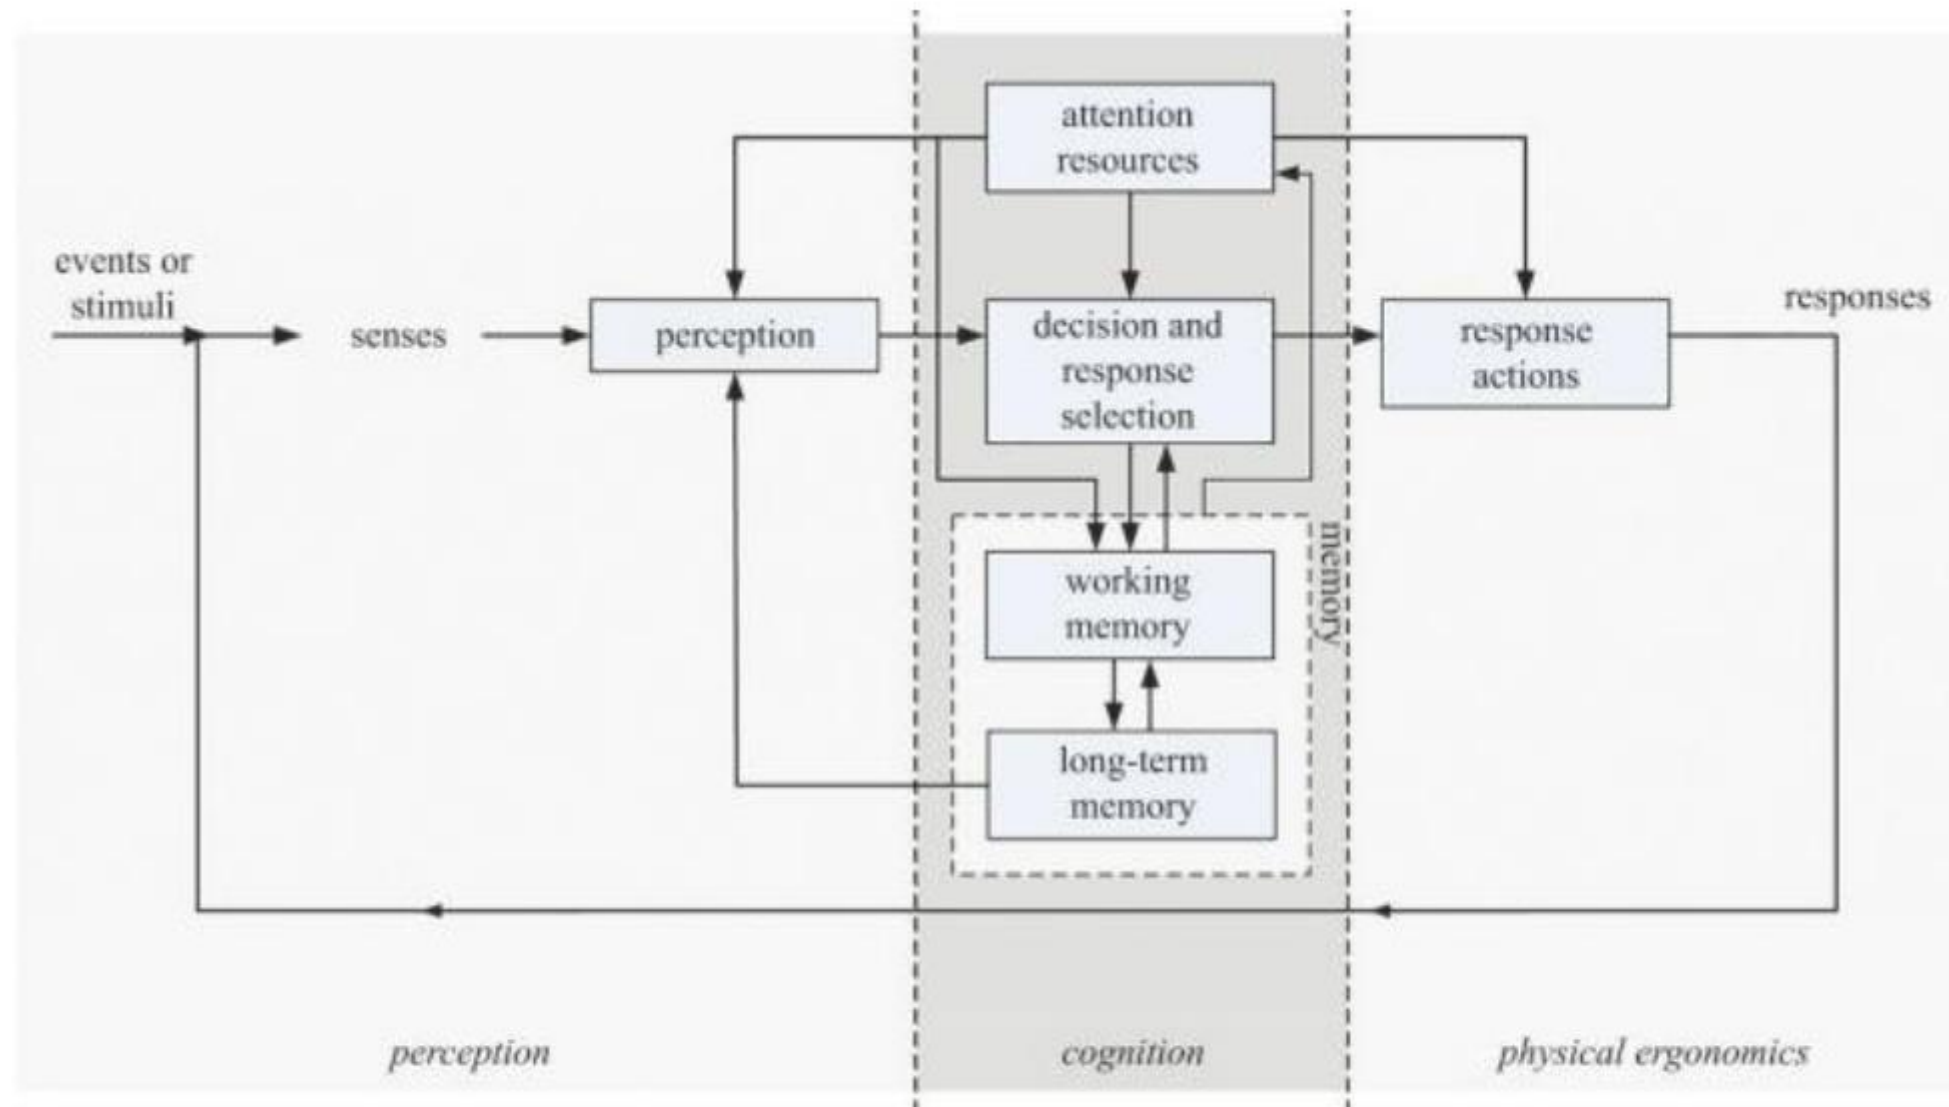 attention
resources
events or
stimuli
senses
perception
decision and
response
selection
response
actions
responses
memory
working
memory
long-term
memory
perception
cognition
physical ergonomics